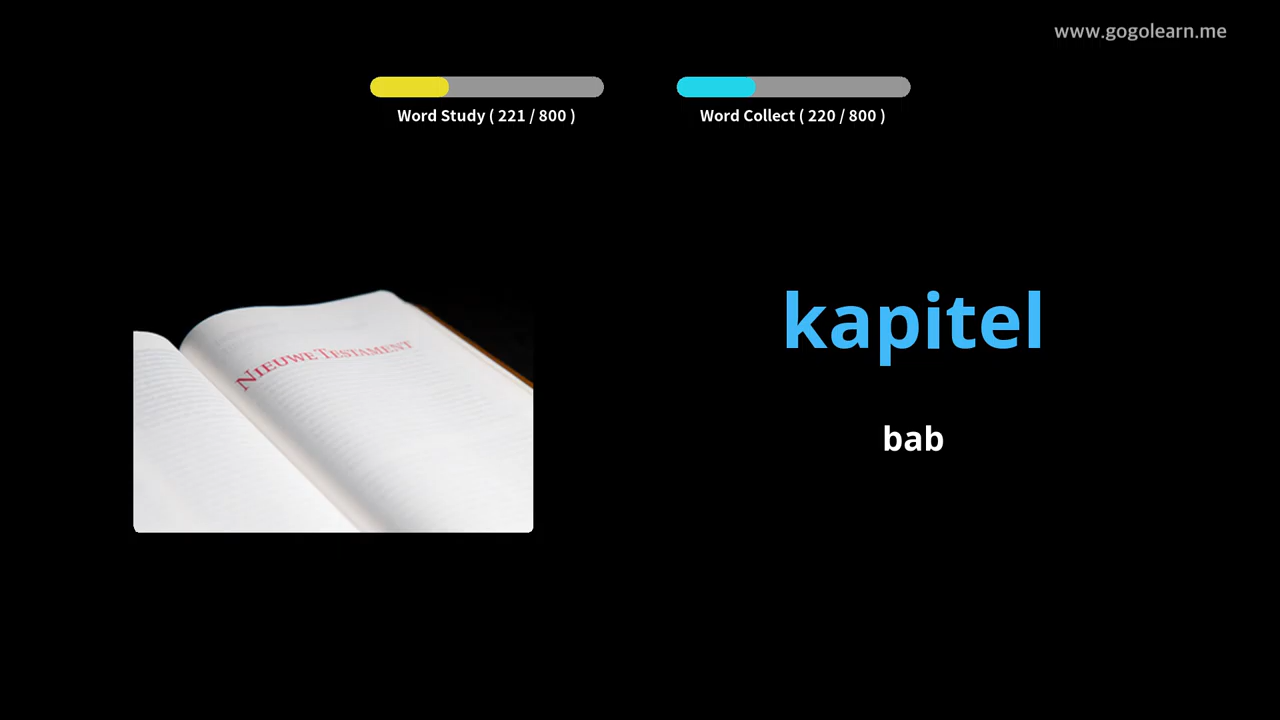 www.gogolearn.me
Word Study ( 221 / 800 )
Word Collect ( 220 / 800 )
NIEUWE TESTAMENT
kapitel
bab